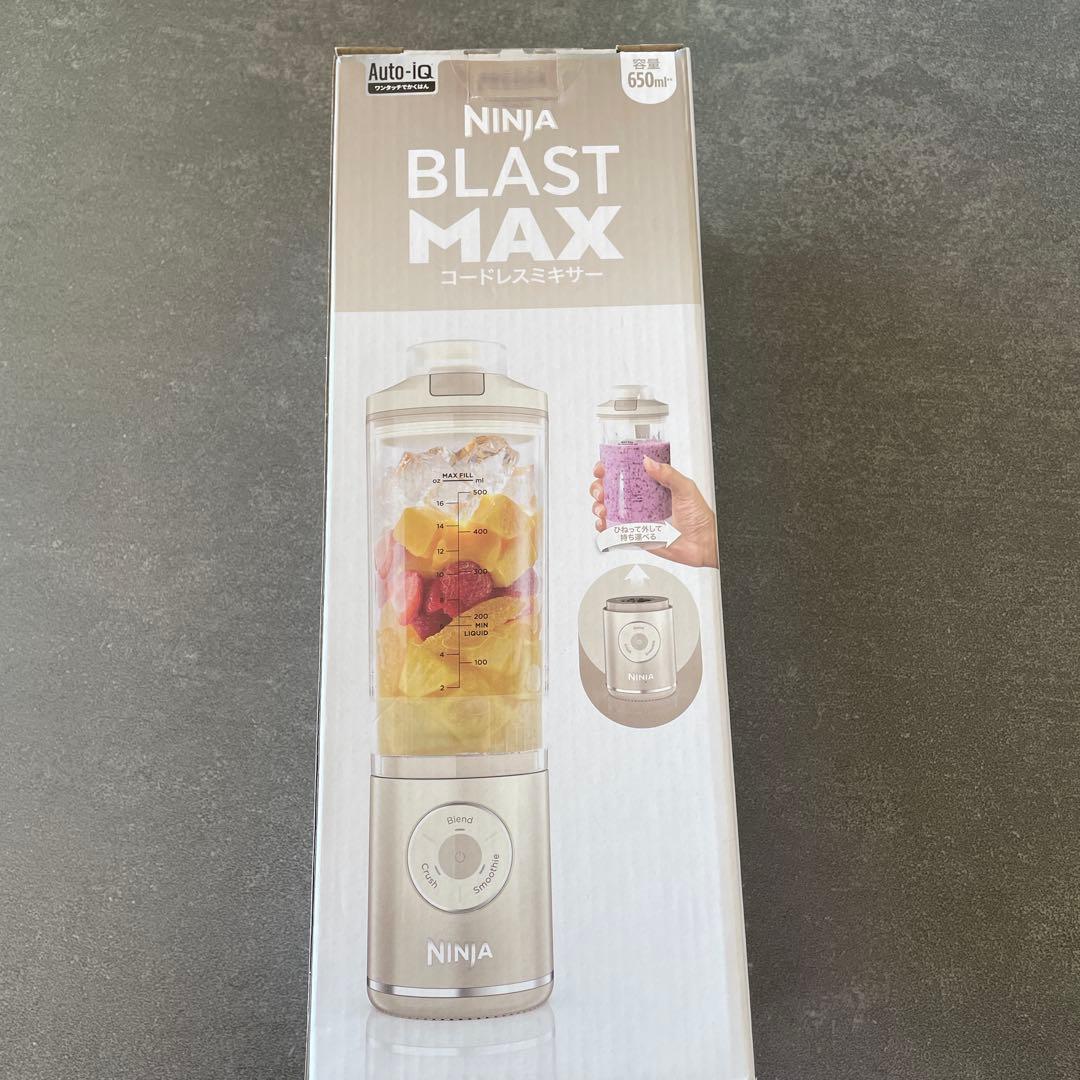 Auto-iQ
ワンタッチでかくはん
容量
650ml**
NINJA
BLAST
MAX
コードレスミキサー
MAX FILL
oz ml
500
16
14
400
12
10
300
8
200
6
MIN
LIQUID
4
100
2
ひねって外して
持ち運べる
Blend
Crush
Smoothie
NINJA
NINJA